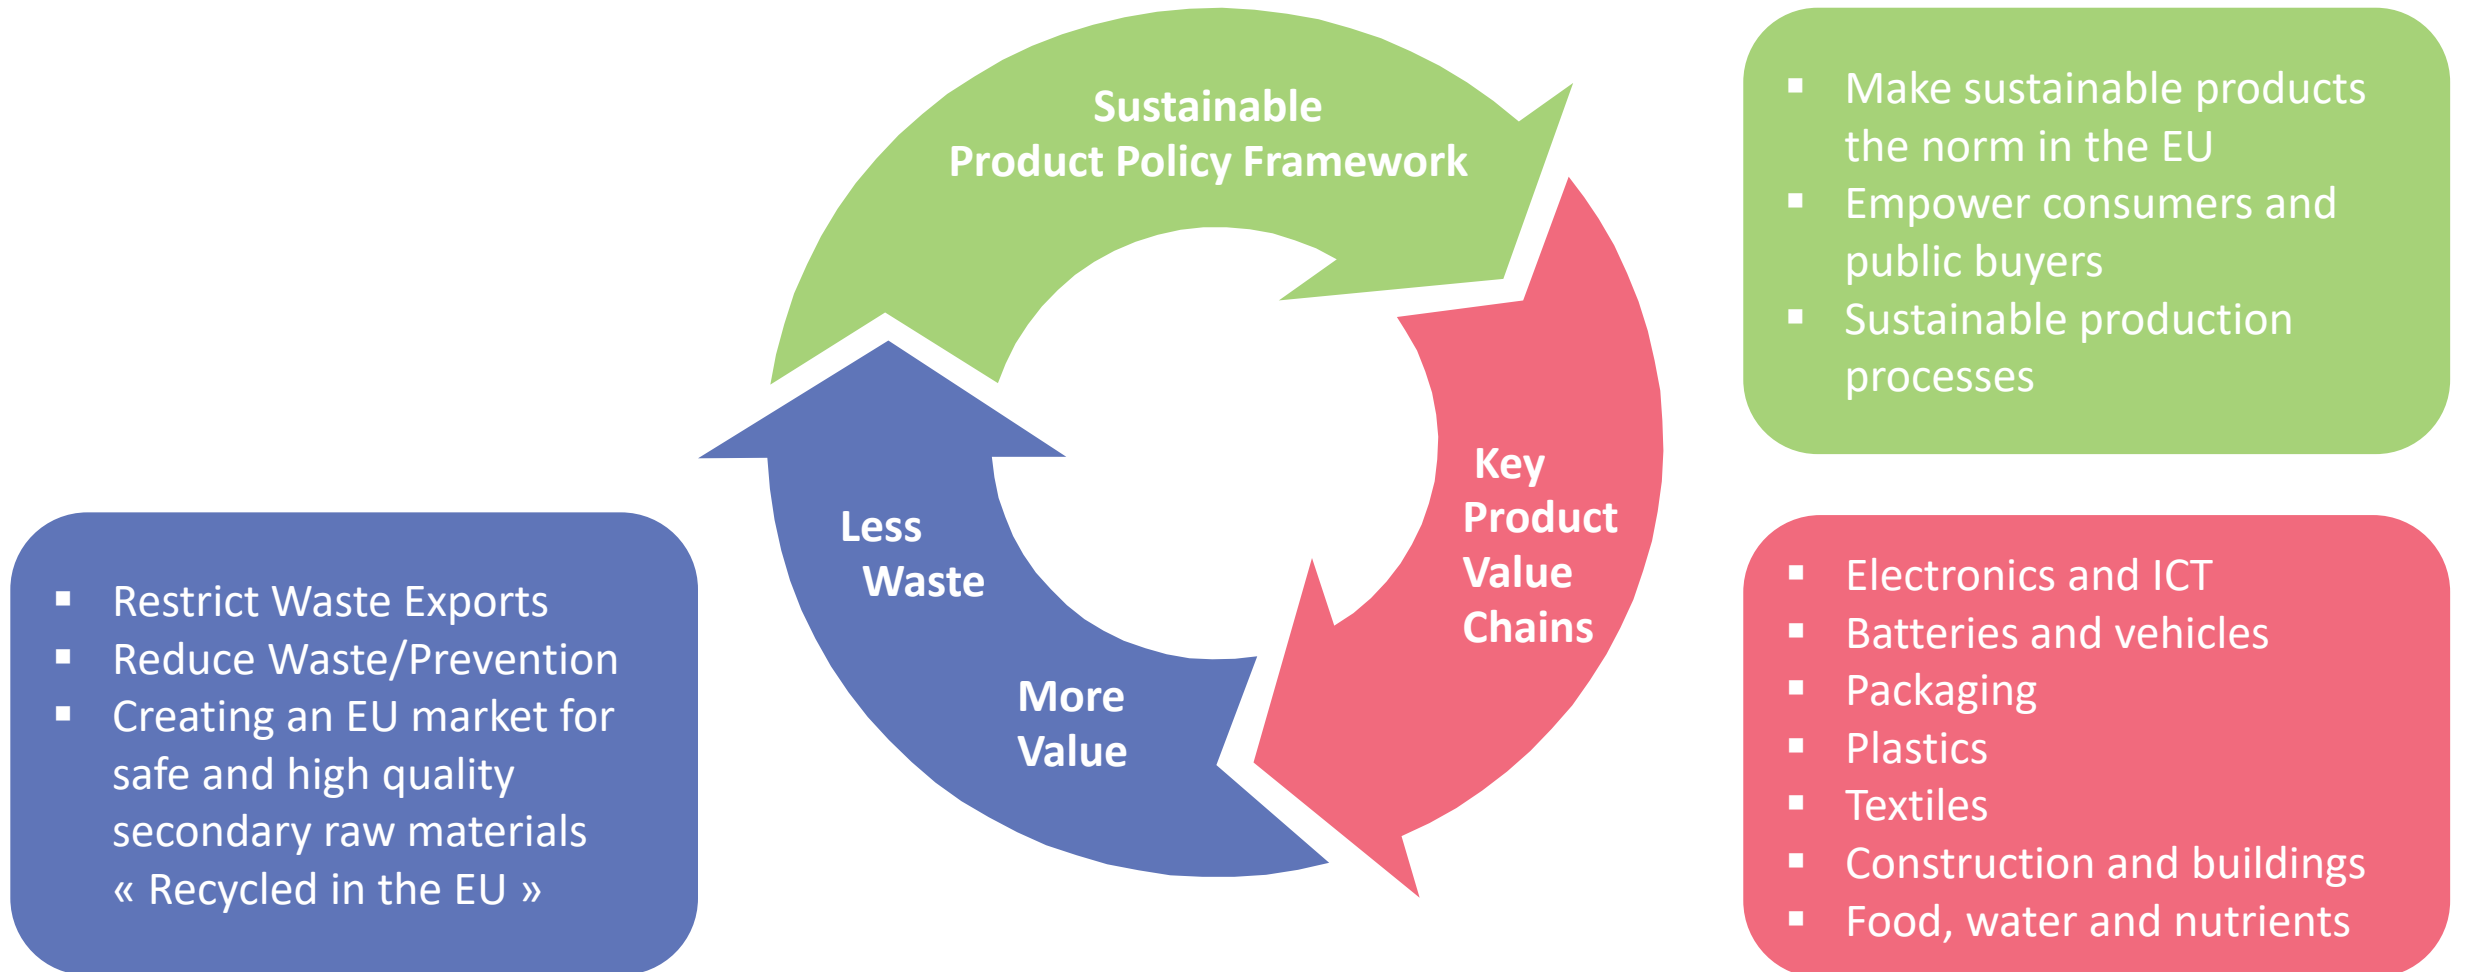 Sustainable
Product Policy Framework
▪ Make sustainable products
the norm in the EU
▪ Empower consumers and
public buyers
▪ Sustainable production
processes
Key
Product
Value
Chains
▪ Electronics and ICT
▪ Batteries and vehicles
▪ Packaging
▪ Plastics
▪ Textiles
▪ Construction and buildings
▪ Food, water and nutrients
Less
Waste
More
Value
▪ Restrict Waste Exports
▪ Reduce Waste/Prevention
▪ Creating an EU market for
safe and high quality
secondary raw materials
« Recycled in the EU »